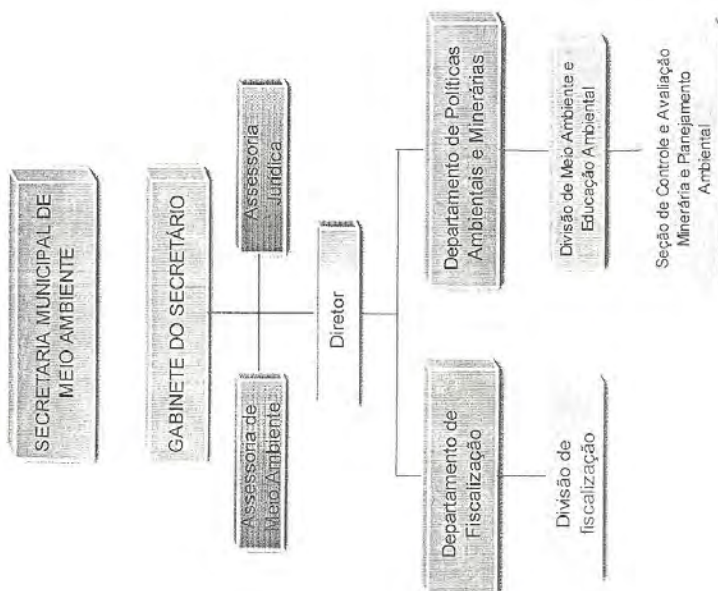 SECRETARIA MUNICIPAL DE
MEIO AMBIENTE
GABINETE DO SECRETÁRIO
Assessoria de
Meio Ambiente
Assessoria
Jurídica
Diretor
Departamento de
Fiscalização
Departamento de Políticas
Ambientais e Minerárias
Divisão de
fiscalização
Divisão de Meio Ambiente e
Educação Ambiental
Seção de Controle e Avaliação
Minerária e Planejamento
Ambiental